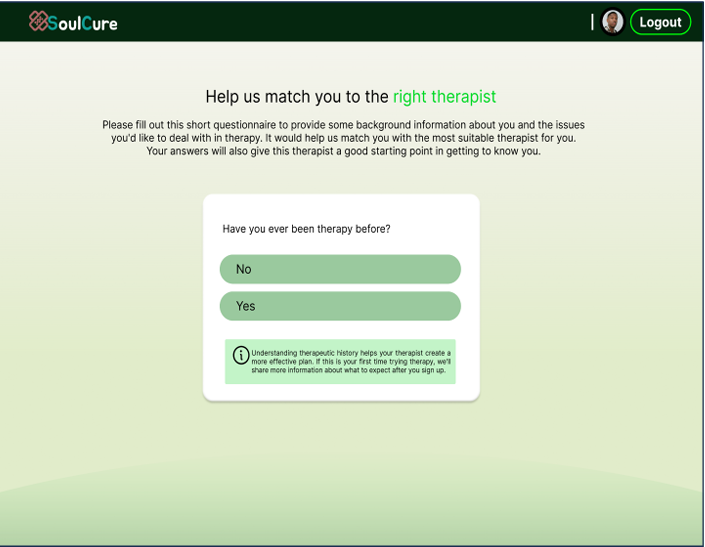 SoulCure
| Logout
Help us match you to the right therapist
Please fill out this short questionnaire to provide some background information about you and the issues
you'd like to deal with in therapy. It would help us match you with the most suitable therapist for you.
Your answers will also give this therapist a good starting point in getting to know you.
Have you ever been therapy before?
No
Yes
Understanding therapeutic history helps your therapist create a
more effective plan. If this is your first time trying therapy, we'll
share more information about what to expect after you sign up.